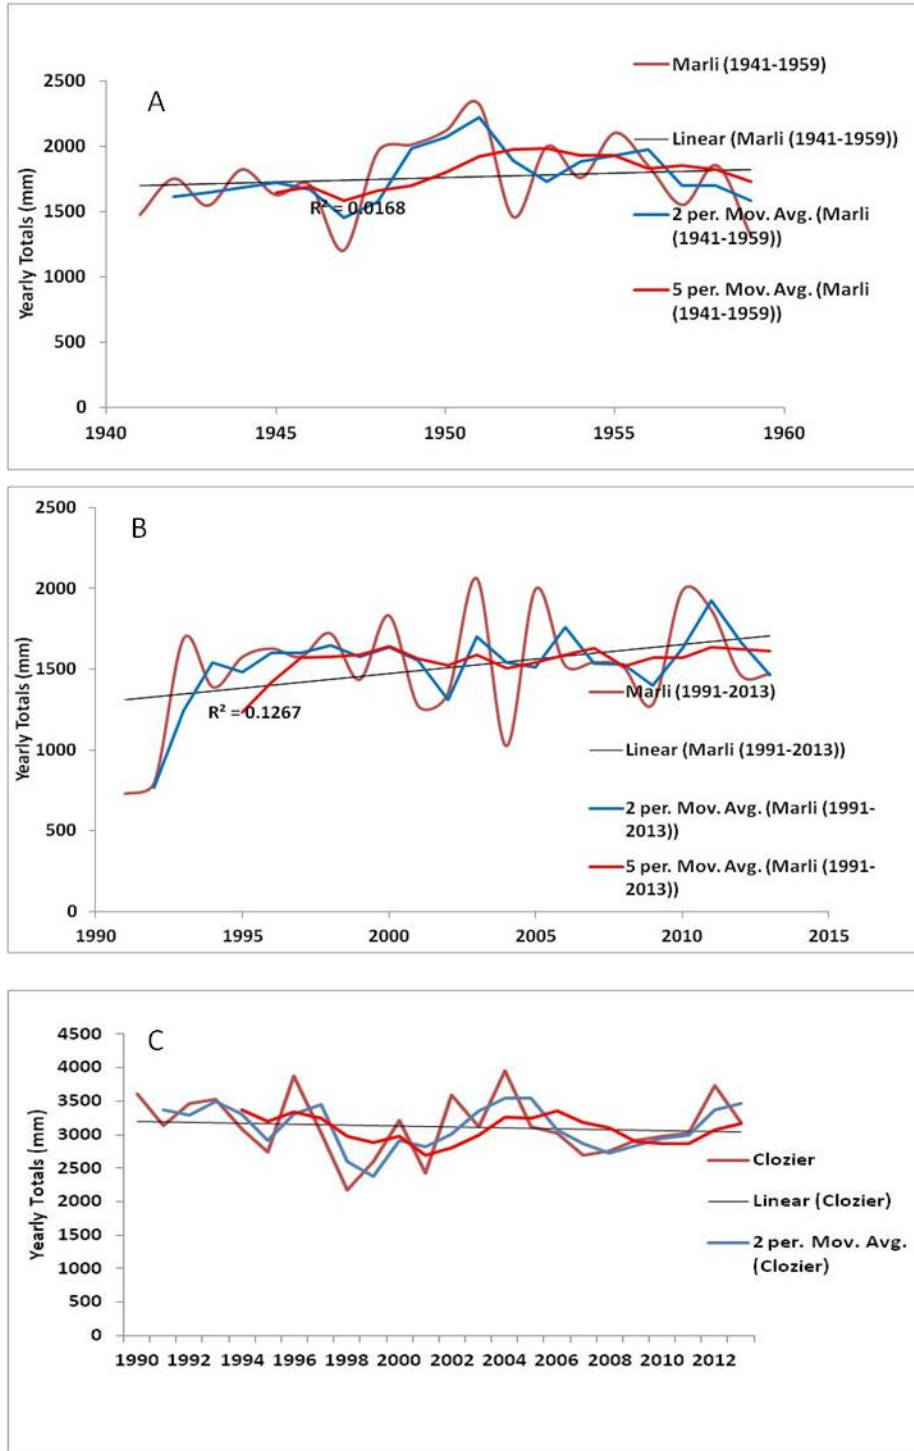 A
Marli (1941-1959)
Linear (Marli (1941-1959))
2 per. Mov. Avg. (Marli
(1941-1959))
5 per. Mov. Avg. (Marli
(1941-1959))
R² = 0.0168
Yearly Totals (mm)
2500
2000
1500
1000
500
0
1940 1945 1950 1955 1960
B
Marli (1991-2013)
Linear (Marli (1991-2013))
2 per. Mov. Avg. (Marli (1991-
2013))
5 per. Mov. Avg. (Marli (1991-
2013))
R² = 0.1267
Yearly Totals (mm)
2500
2000
1500
1000
500
0
1990 1995 2000 2005 2010 2015
C
Clozier
Linear (Clozier)
2 per. Mov. Avg.
(Clozier)
Yearly Totals (mm)
4500
4000
3500
3000
2500
2000
1500
1000
500
0
1990 1992 1994 1996 1998 2000 2002 2004 2006 2008 2010 2012